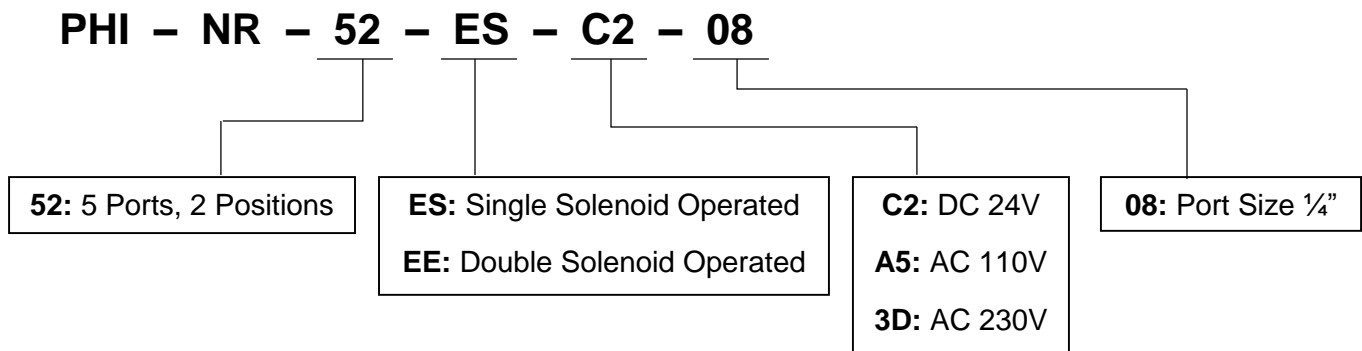 PHI – NR – 52 – ES – C2 – 08
52: 5 Ports, 2 Positions
ES: Single Solenoid Operated
EE: Double Solenoid Operated
C2: DC 24V
A5: AC 110V
3D: AC 230V
08: Port Size ¼”